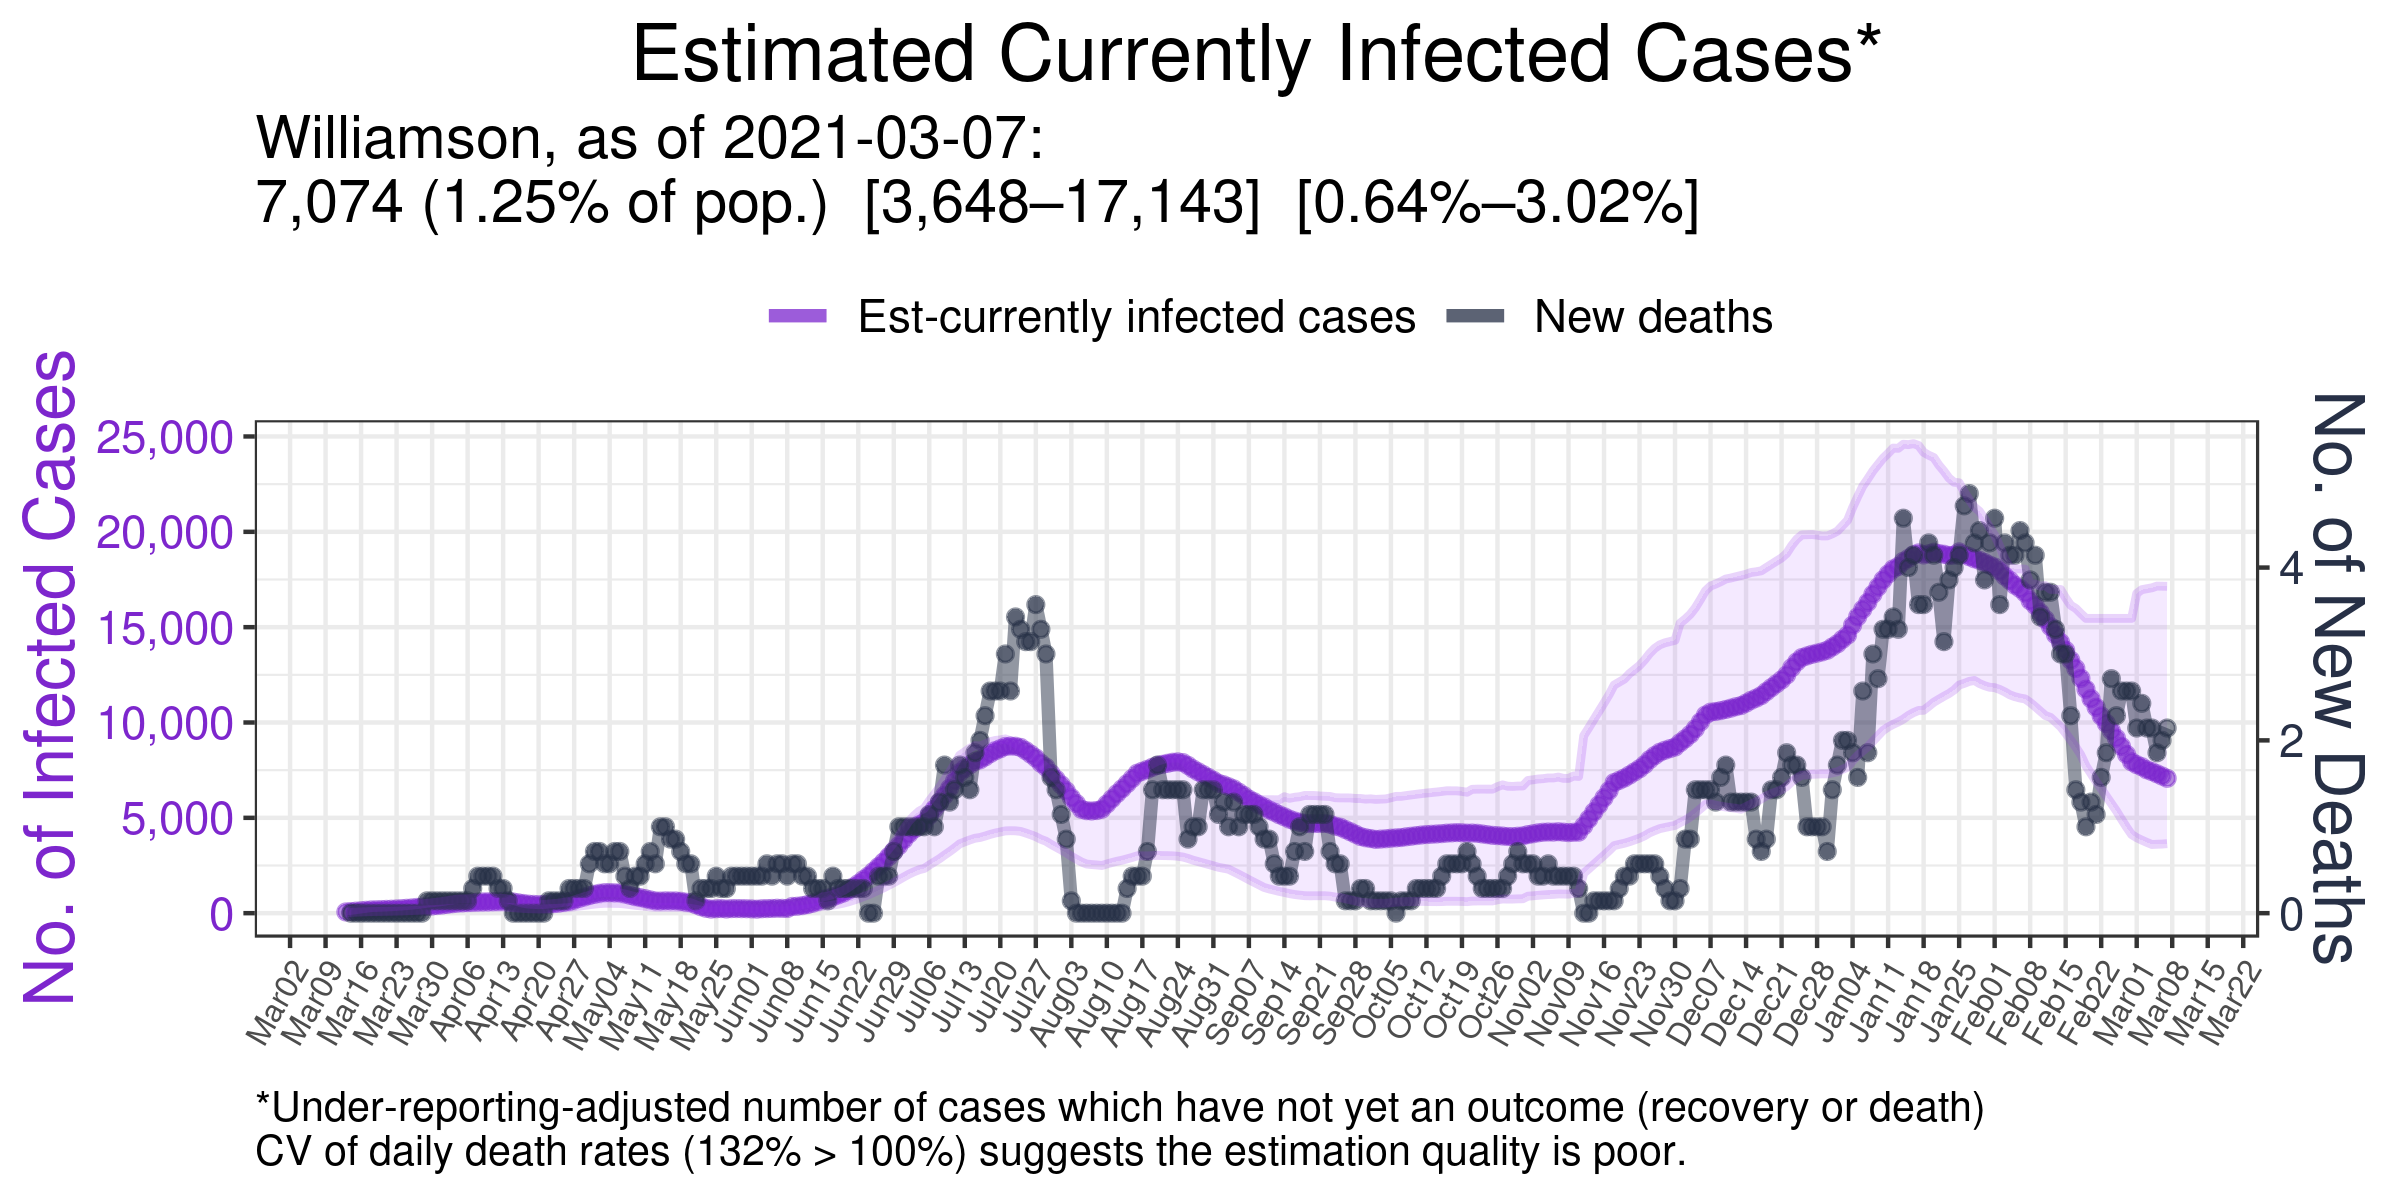 Estimated Currently Infected Cases*
Williamson, as of 2021-03-07:
7,074 (1.25% of pop.) [3,648–17,143] [0.64%–3.02%]
Est-currently infected cases
New deaths
No. of Infected Cases
25,000
20,000
15,000
10,000
5,000
0
No. of New Deaths
4
2
0
Mar02
Mar09
Mar16
Mar23
Mar30
Apr06
Apr13
Apr20
Apr27
May04
May11
May18
May25
Jun01
Jun08
Jun15
Jun22
Jun29
Jul06
Jul13
Jul20
Jul27
Aug03
Aug10
Aug17
Aug24
Aug31
Sep07
Sep14
Sep21
Sep28
Oct05
Oct12
Oct19
Oct26
Nov02
Nov09
Nov16
Nov23
Nov30
Dec07
Dec14
Dec21
Dec28
Jan04
Jan11
Jan18
Jan25
Feb01
Feb08
Feb15
Feb22
Mar01
Mar08
Mar15
Mar22
*Under-reporting-adjusted number of cases which have not yet an outcome (recovery or death)
CV of daily death rates (132% > 100%) suggests the estimation quality is poor.